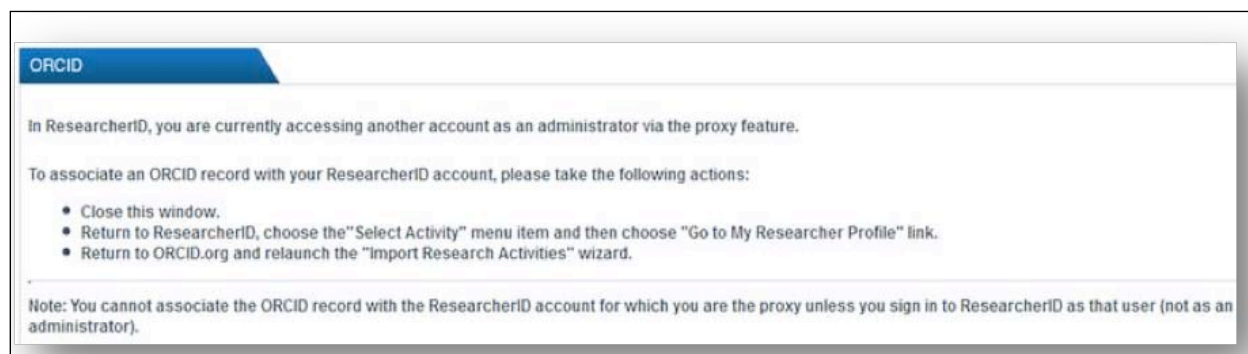 ORCID
In ResearcherID, you are currently accessing another account as an administrator via the proxy feature.
To associate an ORCID record with your ResearcherID account, please take the following actions:
• Close this window.
• Return to ResearcherID, choose the"Select Activity" menu item and then choose "Go to My Researcher Profile" link.
• Return to ORCID.org and relaunch the "Import Research Activities" wizard.
Note: You cannot associate the ORCID record with the ResearcherID account for which you are the proxy unless you sign in to ResearcherID as that user (not as an
administrator).